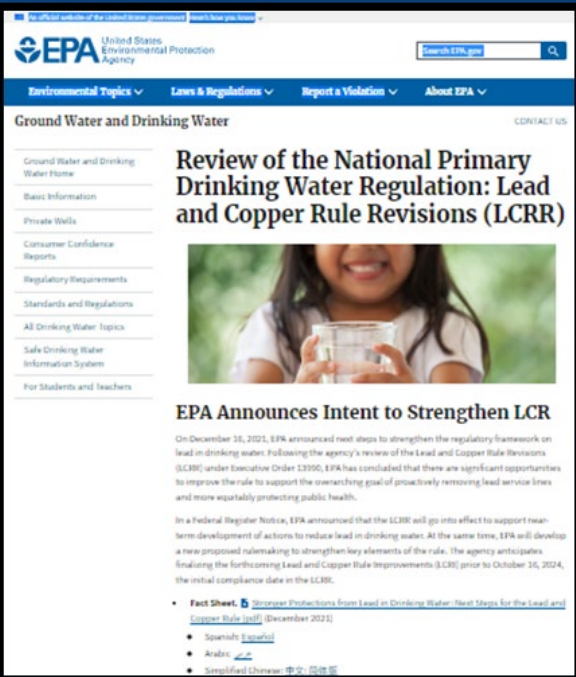 An official website of the United States government Here's how you know
EPA United States
Environmental Protection
Agency
Search EPA.gov
Environmental Topics Laws & Regulations Report a Violation About EPA
Ground Water and Drinking Water
CONTACT US
Ground Water and Drinking
Water Home
Basic Information
Private Wells
Consumer Confidence
Reports
Regulatory Requirements
Standards and Regulations
All Drinking Water Topics
Safe Drinking Water
Information System
For Students and Teachers
Review of the National Primary
Drinking Water Regulation: Lead
and Copper Rule Revisions (LCRR)
EPA Announces Intent to Strengthen LCR
On December 16, 2021, EPA announced next steps to strengthen the regulatory framework on
lead in drinking water. Following the agency's review of the Lead and Copper Rule Revisions
(LCRR) under Executive Order 13990, EPA has concluded that there are significant opportunities
to improve the rule to support the overarching goal of proactively removing lead service lines
and more equitably protecting public health.
In a Federal Register Notice, EPA announced that the LCRR will go into effect to support near-
term development of actions to reduce lead in drinking water. At the same time, EPA will develop
a new proposed rulemaking to strengthen key elements of the rule. The agency anticipates
finalizing the forthcoming Lead and Copper Rule Improvements (LCRI) prior to October 16, 2024,
the initial compliance date in the LCRR.
Fact Sheet. Stronger Protections from Lead in Drinking Water: Next Steps for the Lead and
Copper Rule (pdf) (December 2021)
Spanish: Español
Arabic:
Simplified Chinese: 中文: 简体版